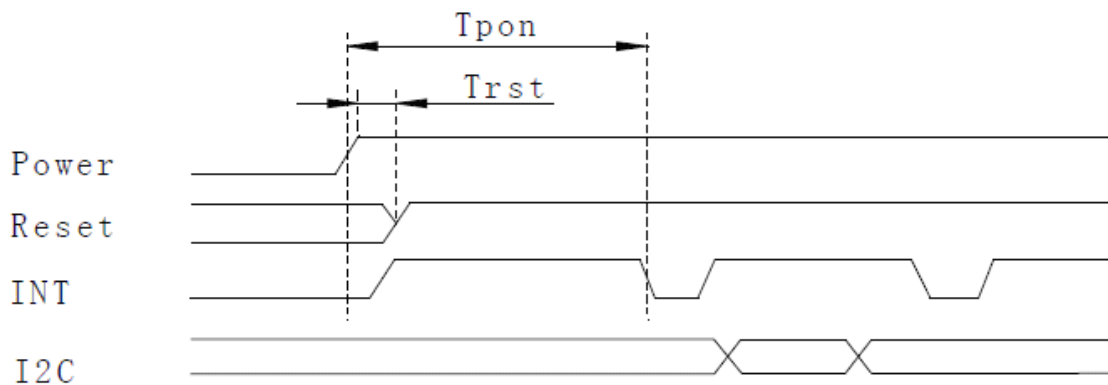 Tpon
Trst
Power
Reset
INT
I2C